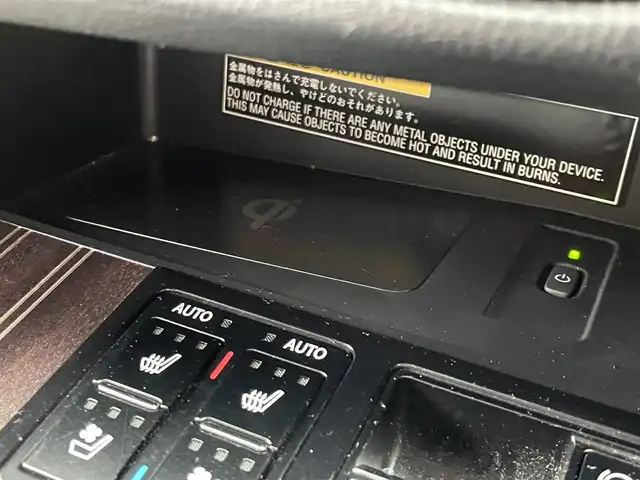 CAUTION
金属物をはさんで充電しないでください。
金属物が発熱し、やけどのおそれがあります。
DO NOT CHARGE IF THERE ARE ANY METAL OBJECTS UNDER YOUR DEVICE.
THIS MAY CAUSE OBJECTS TO BECOME HOT AND RESULT IN BURNS.
qi
AUTO
AUTO